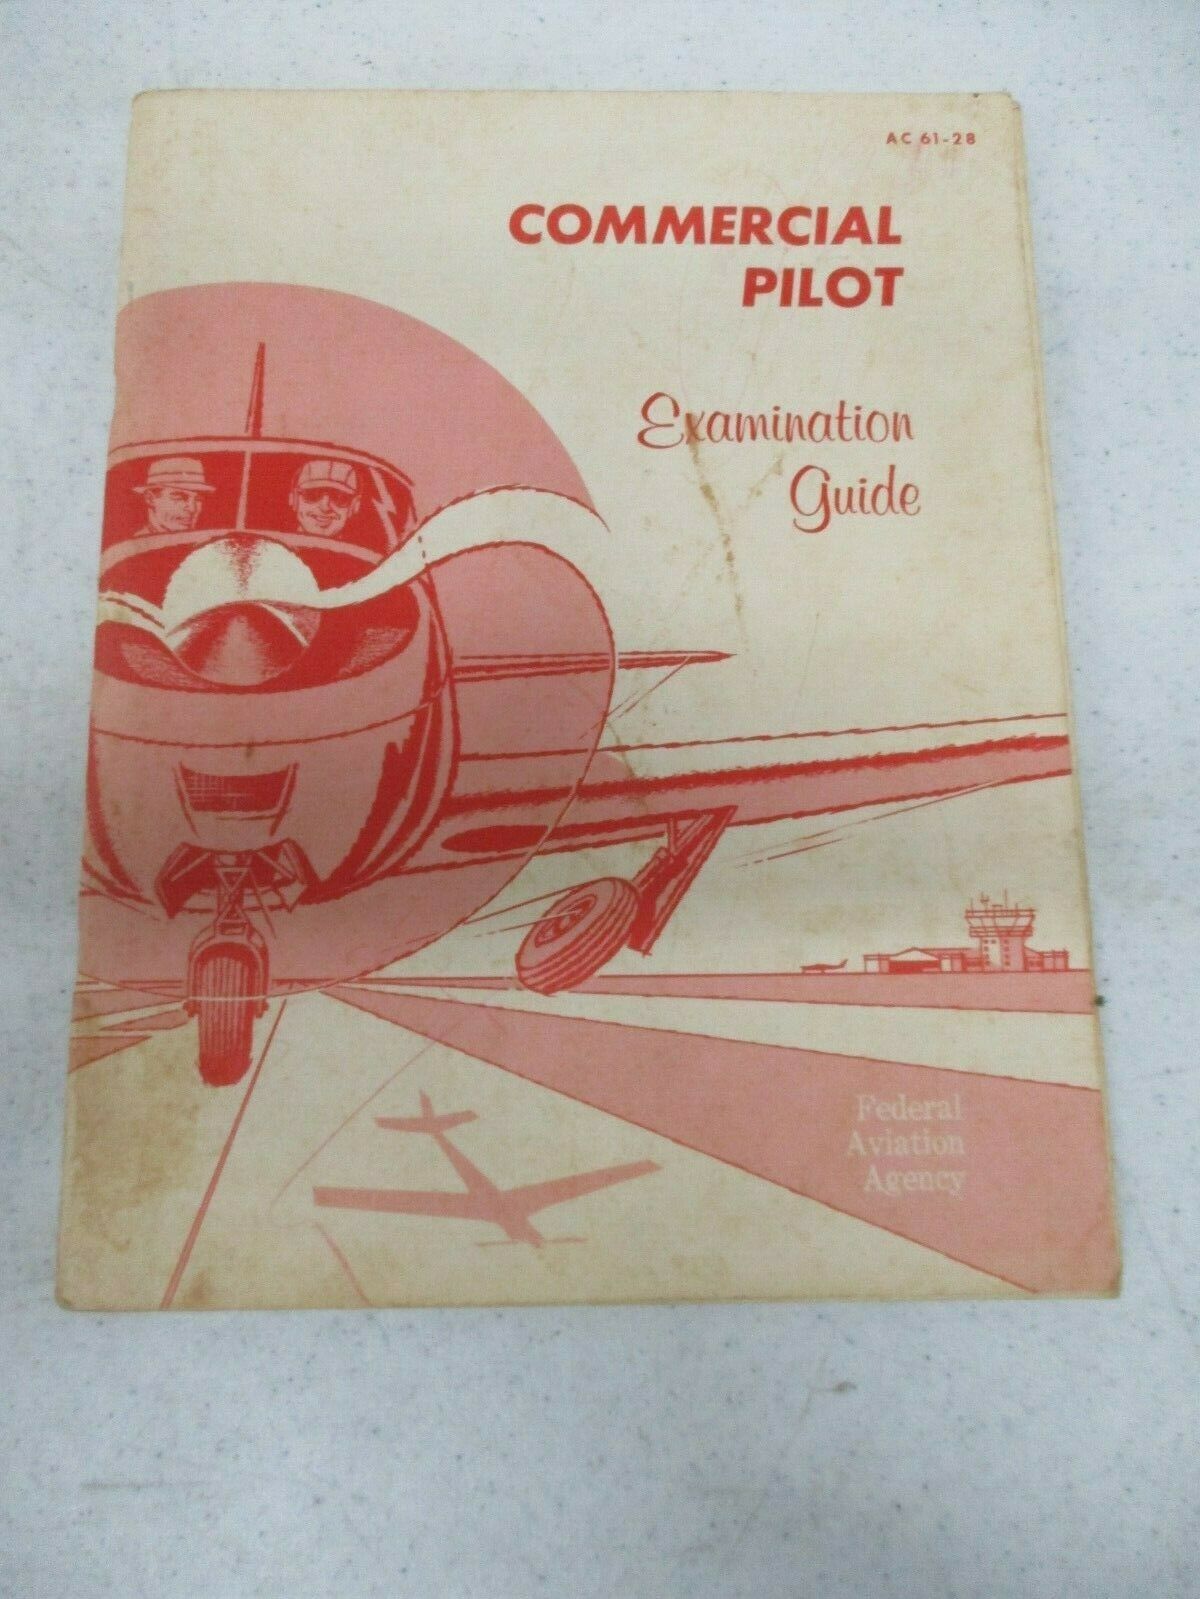 AC 61-28
COMMERCIAL
PILOT
Examination
Guide
Federal
Aviation
Agency